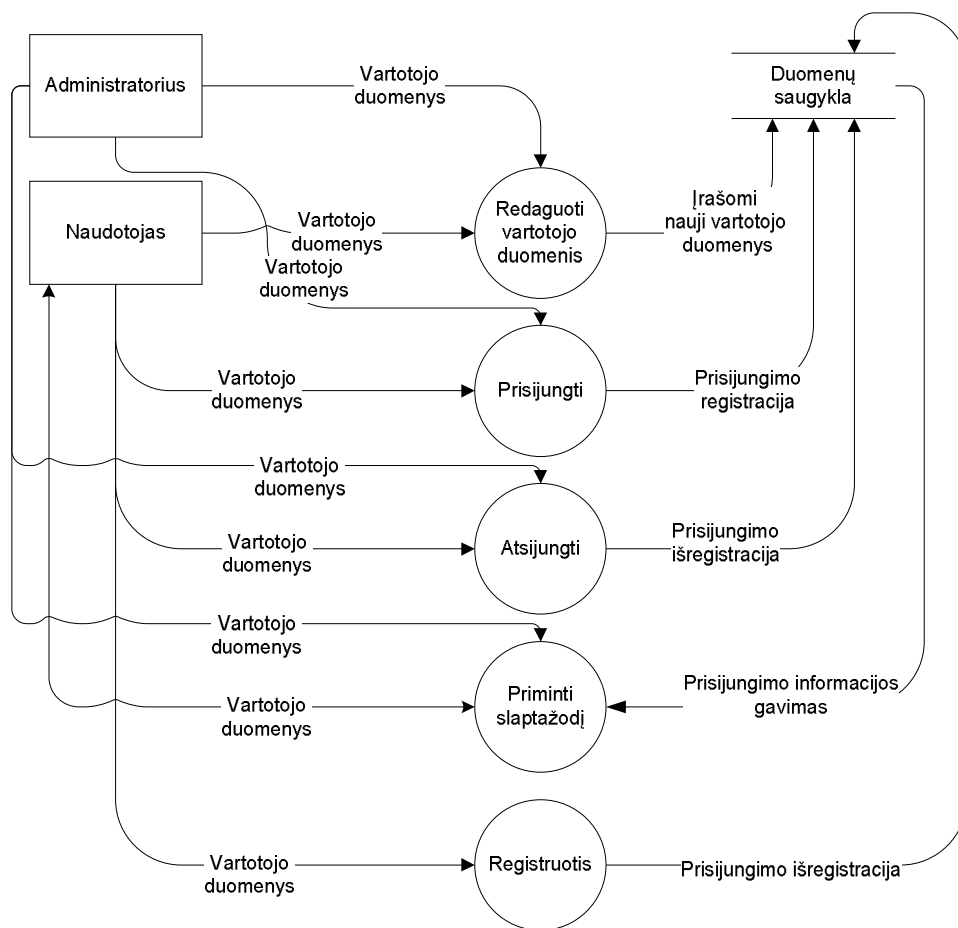 Administratorius
Vartotojo
duomenys
Duomenų
saugykla
Naudotojas
Vartotojo
duomenys
Redaguoti
vartotojo
duomenis
Įrašomi
nauji vartotojo
duomenys
Vartotojo
duomenys
Vartotojo
duomenys
Prisijungti
Prisijungimo
registracija
Vartotojo
duomenys
Vartotojo
duomenys
Atsijungti
Prisijungimo
išregistracija
Vartotojo
duomenys
Vartotojo
duomenys
Priminti
slaptažodį
Prisijungimo informacijos
gavimas
Vartotojo
duomenys
Registruotis
Prisijungimo išregistracija